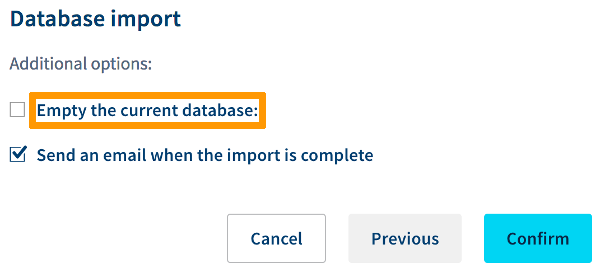 Database import
Additional options:
Empty the current database:
Send an email when the import is complete
Cancel
Previous
Confirm